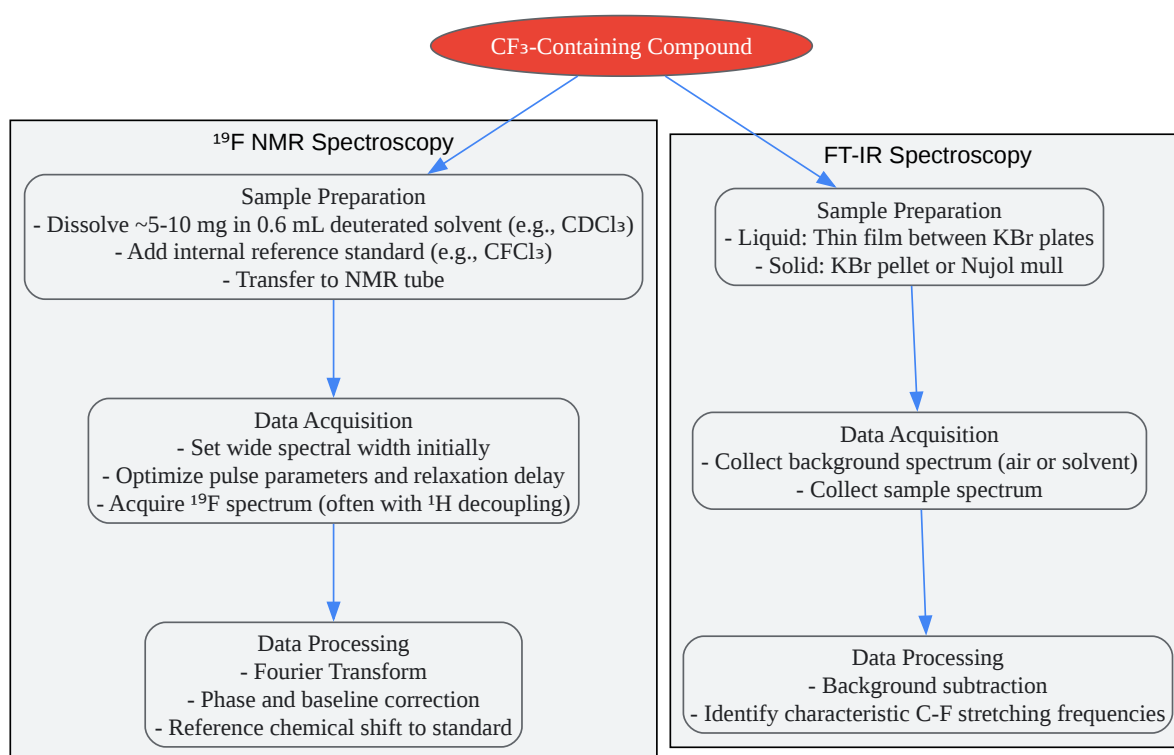 CF₃-Containing Compound
¹⁹F NMR Spectroscopy
Sample Preparation
- Dissolve ~5-10 mg in 0.6 mL deuterated solvent (e.g., CDCl₃)
- Add internal reference standard (e.g., CFCl₃)
- Transfer to NMR tube
Data Acquisition
- Set wide spectral width initially
- Optimize pulse parameters and relaxation delay
- Acquire ¹⁹F spectrum (often with ¹H decoupling)
Data Processing
- Fourier Transform
- Phase and baseline correction
- Reference chemical shift to standard
FT-IR Spectroscopy
Sample Preparation
- Liquid: Thin film between KBr plates
- Solid: KBr pellet or Nujol mull
Data Acquisition
- Collect background spectrum (air or solvent)
- Collect sample spectrum
Data Processing
- Background subtraction
- Identify characteristic C-F stretching frequencies